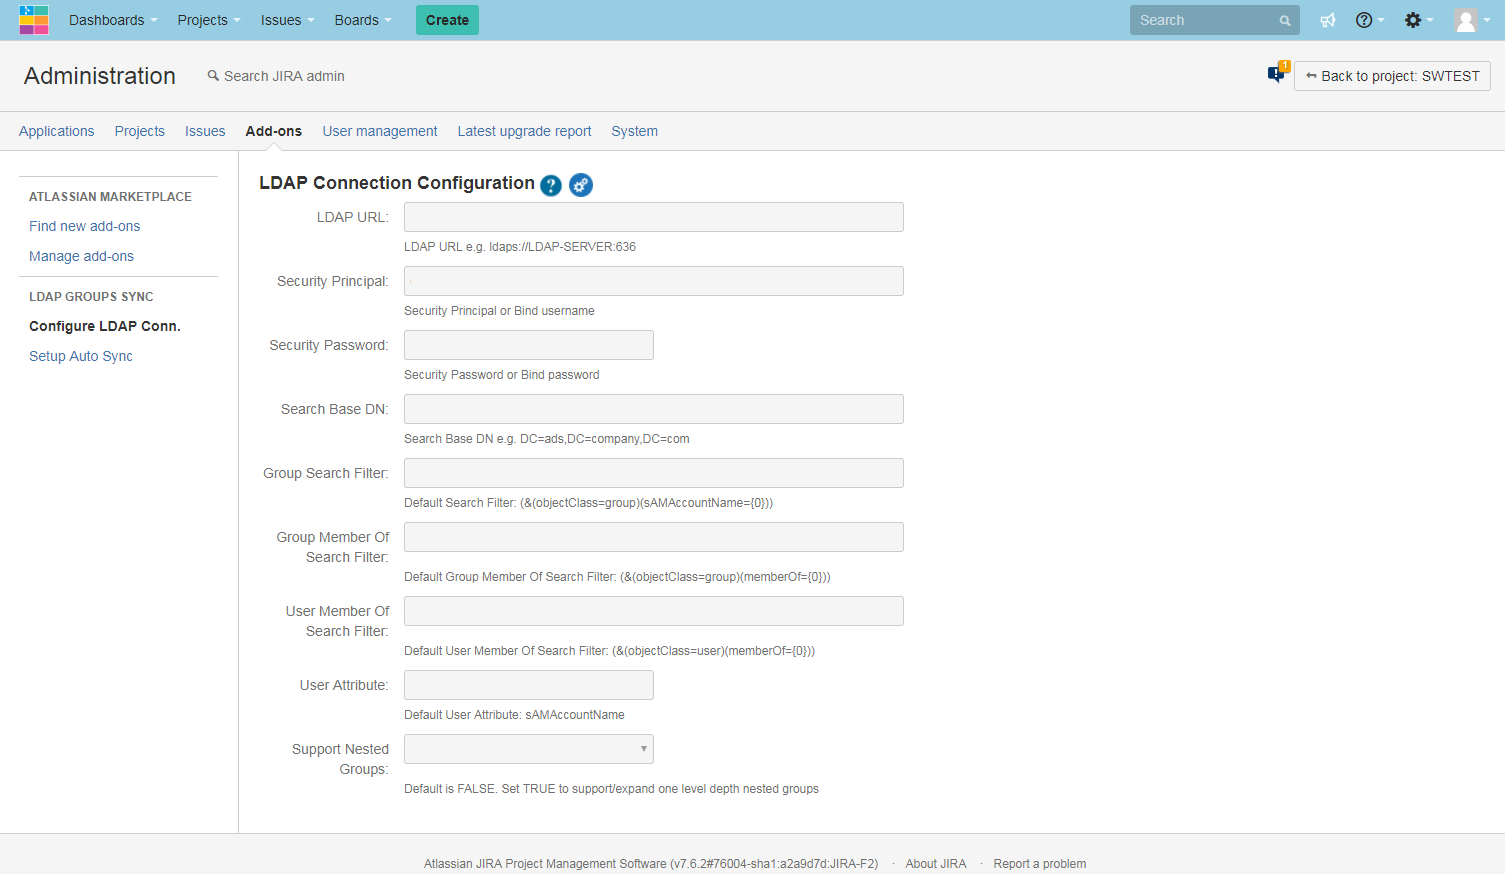 Dashboards Projects Issues Boards Create Search
Administration Search JIRA admin 1 Back to project: SWTEST
Applications Projects Issues Add-ons User management Latest upgrade report System
ATLASSIAN MARKETPLACE
Find new add-ons
Manage add-ons
LDAP GROUPS SYNC
Configure LDAP Conn.
Setup Auto Sync
LDAP Connection Configuration
LDAP URL:
LDAP URL e.g. ldaps://LDAP-SERVER:636
Security Principal:
Security Principal or Bind username
Security Password:
Security Password or Bind password
Search Base DN:
Search Base DN e.g. DC=ads,DC=company,DC=com
Group Search Filter:
Default Search Filter: (&(objectClass=group)(sAMAccountName={0}))
Group Member Of
Search Filter:
Default Group Member Of Search Filter: (&(objectClass=group)(memberOf={0}))
User Member Of
Search Filter:
Default User Member Of Search Filter: (&(objectClass=user)(memberOf={0}))
User Attribute:
Default User Attribute: sAMAccountName
Support Nested
Groups:
Default is FALSE. Set TRUE to support/expand one level depth nested groups
Atlassian JIRA Project Management Software (v7.6.2#76004-sha1:a2a9d7d:JIRA-F2) · About JIRA · Report a problem